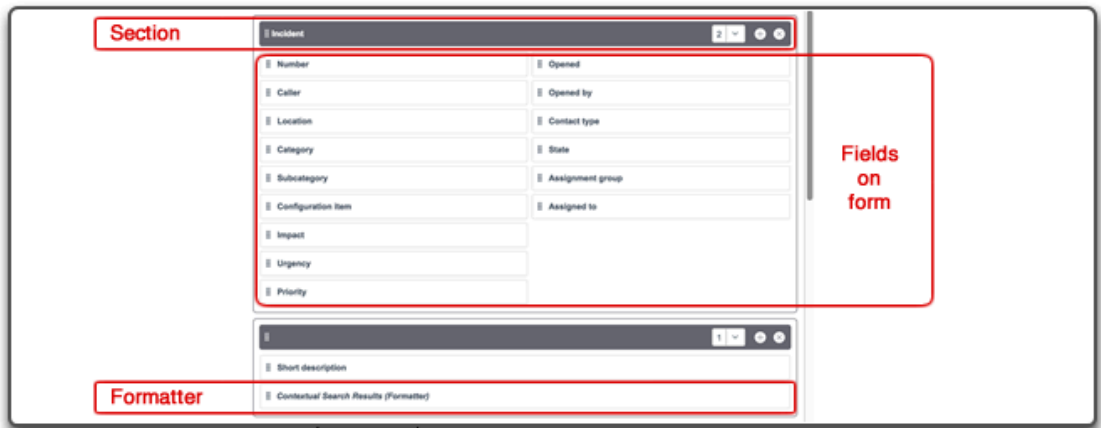 Section
Incident
2
Number
Opened
Caller
Opened by
Location
Contact type
Category
State
Subcategory
Assignment group
Configuration Item
Assigned to
Impact
Urgency
Priority
Fields
on
form
1
Short description
Formatter
Contextual Search Results (Formatter)